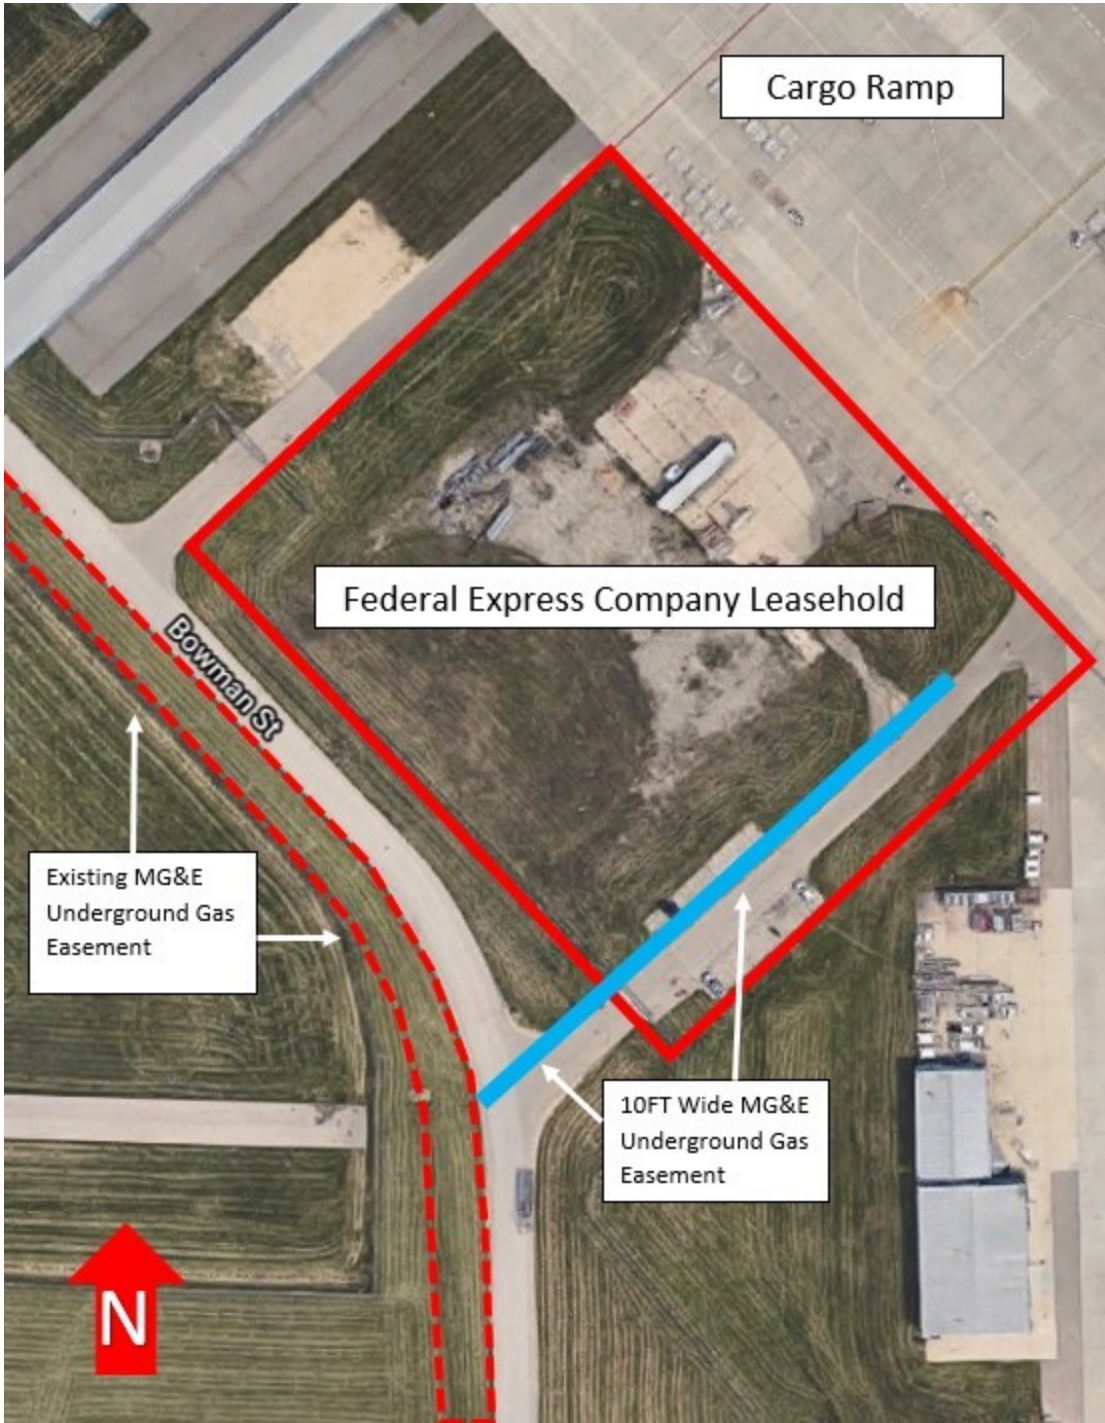 Cargo Ramp
Federal Express Company Leasehold
Bowman St
Existing MG&E
Underground Gas
Easement
10FT Wide MG&E
Underground Gas
Easement
N